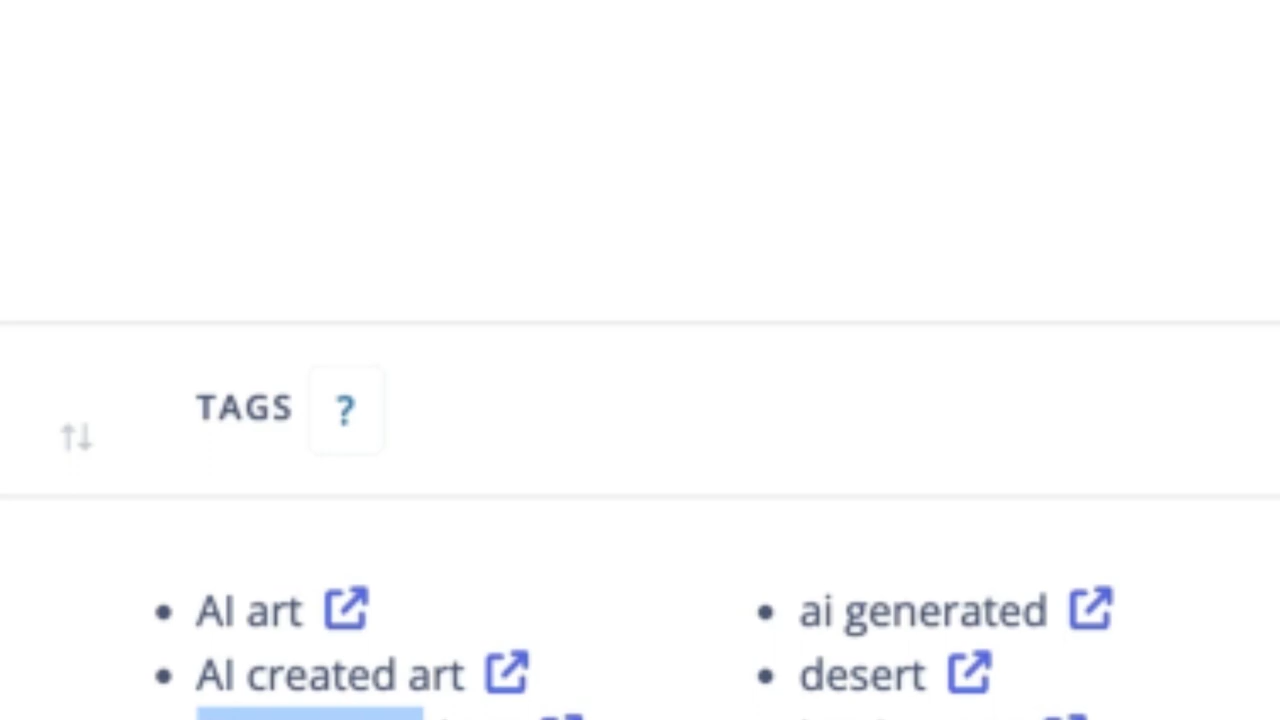 TAGS ?
AI art
ai generated
AI created art
desert